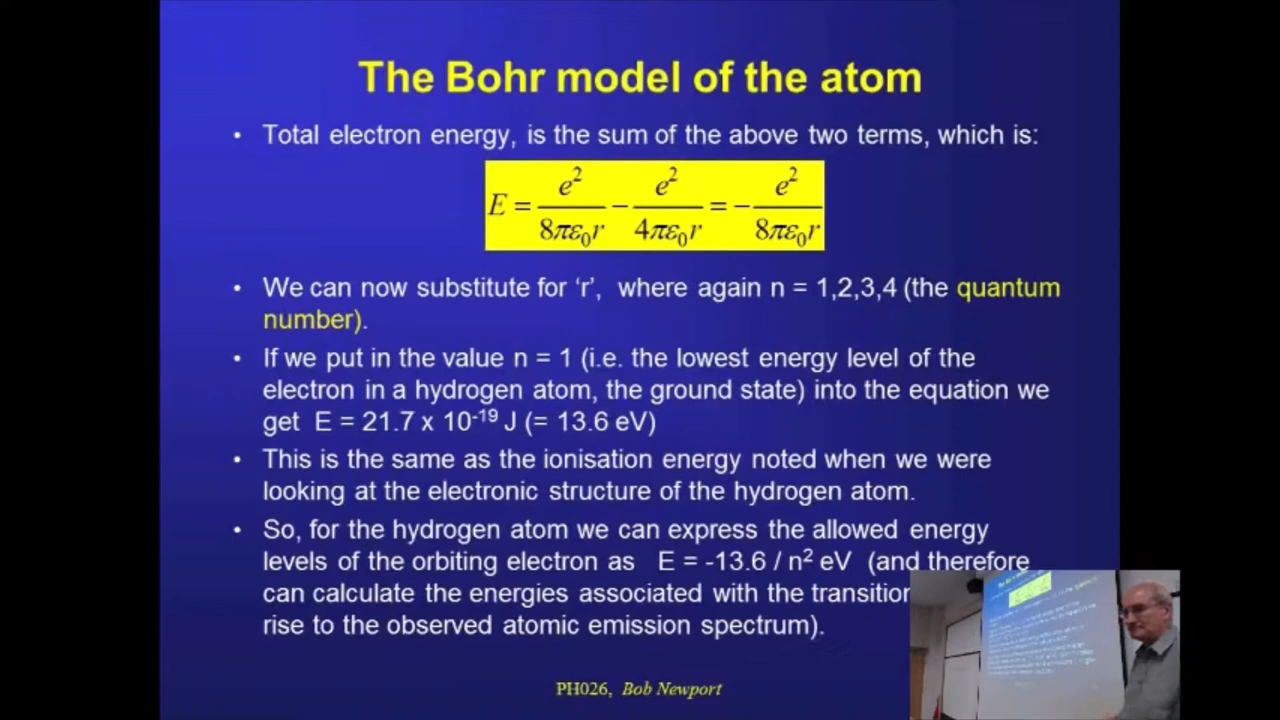 The Bohr model of the atom
• Total electron energy, is the sum of the above two terms, which is:
E = e²/8πε₀r − e²/4πε₀r = − e²/8πε₀r
• We can now substitute for ‘r’, where again n = 1,2,3,4 (the quantum
number).
• If we put in the value n = 1 (i.e. the lowest energy level of the
electron in a hydrogen atom, the ground state) into the equation we
get E = 21.7 x 10⁻¹⁹ J (= 13.6 eV)
• This is the same as the ionisation energy noted when we were
looking at the electronic structure of the hydrogen atom.
• So, for the hydrogen atom we can express the allowed energy
levels of the orbiting electron as E = -13.6 / n² eV (and therefore
can calculate the energies associated with the
rise to the observed atomic emission spectrum).
PH026, Bob Newport